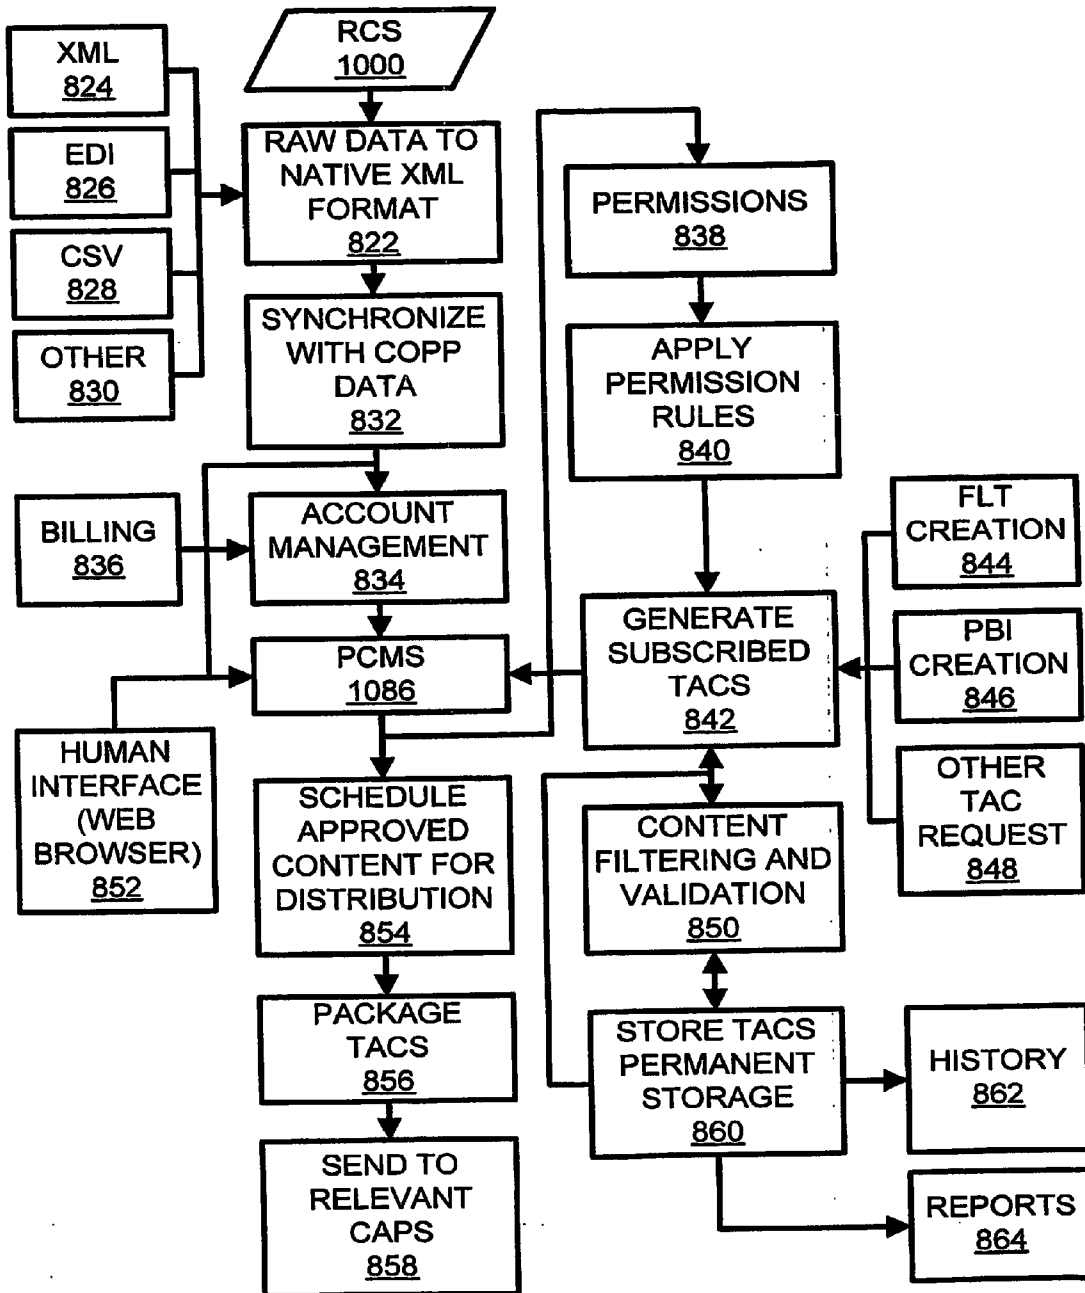 XML
824
EDI
826
CSV
828
OTHER
830
RCS
1000
RAW DATA TO
NATIVE XML
FORMAT
822
SYNCHRONIZE
WITH COPP
DATA
832
BILLING
836
ACCOUNT
MANAGEMENT
834
PCMS
1086
HUMAN
INTERFACE
(WEB
BROWSER)
852
SCHEDULE
APPROVED
CONTENT FOR
DISTRIBUTION
854
PACKAGE
TACS
856
SEND TO
RELEVANT
CAPS
858
PERMISSIONS
838
APPLY
PERMISSION
RULES
840
GENERATE
SUBSCRIBED
TACS
842
FLT
CREATION
844
PBI
CREATION
846
OTHER
TAC
REQUEST
848
CONTENT
FILTERING AND
VALIDATION
850
STORE TACS
PERMANENT
STORAGE
860
HISTORY
862
REPORTS
864